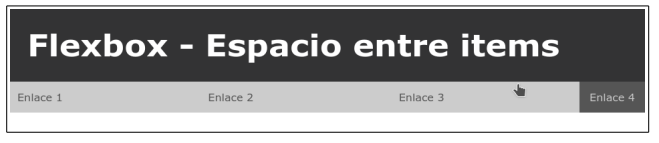 Flexbox - Espacio entre items
Enlace 1 Enlace 2 Enlace 3 Enlace 4